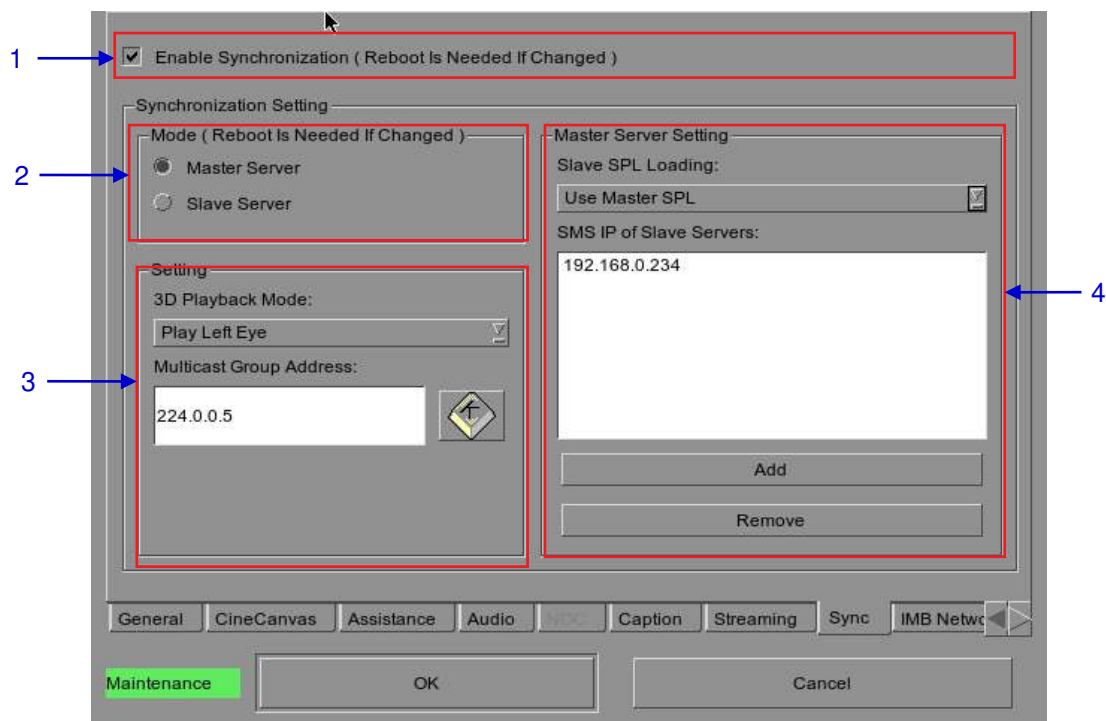 1
Enable Synchronization ( Reboot Is Needed If Changed )
Synchronization Setting
2
Mode ( Reboot Is Needed If Changed )
Master Server
Slave Server
3
Setting
3D Playback Mode:
Play Left Eye
Multicast Group Address:
224.0.0.5
4
Master Server Setting
Slave SPL Loading:
Use Master SPL
SMS IP of Slave Servers:
192.168.0.234
Add
Remove
General CineCanvas Assistance Audio NDC Caption Streaming Sync IMB Netwo
Maintenance OK Cancel